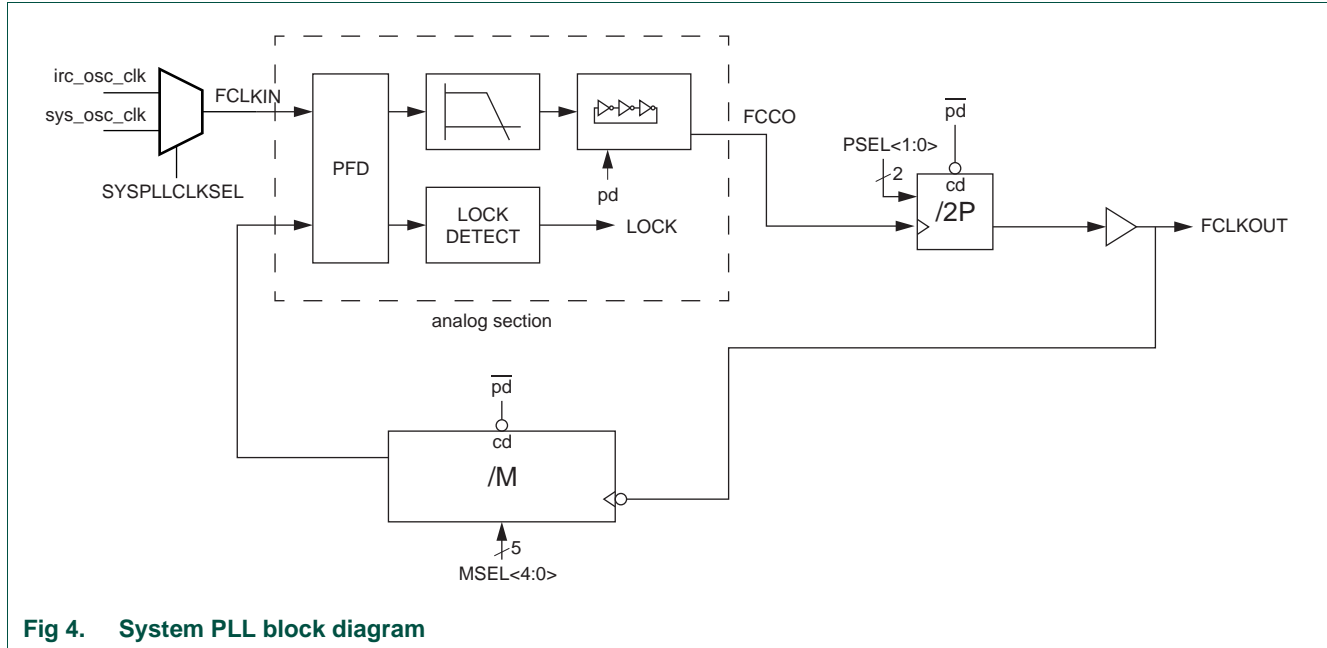 irc_osc_clk
sys_osc_clk
FCLKIN
SYSPLLCLKSEL
PFD
LOCK
DETECT
LOCK
pd
FCCO
analog section
pd
PSEL<1:0>
2
cd
/2P
FCLKOUT
pd
cd
/M
5
MSEL<4:0>
Fig 4. System PLL block diagram